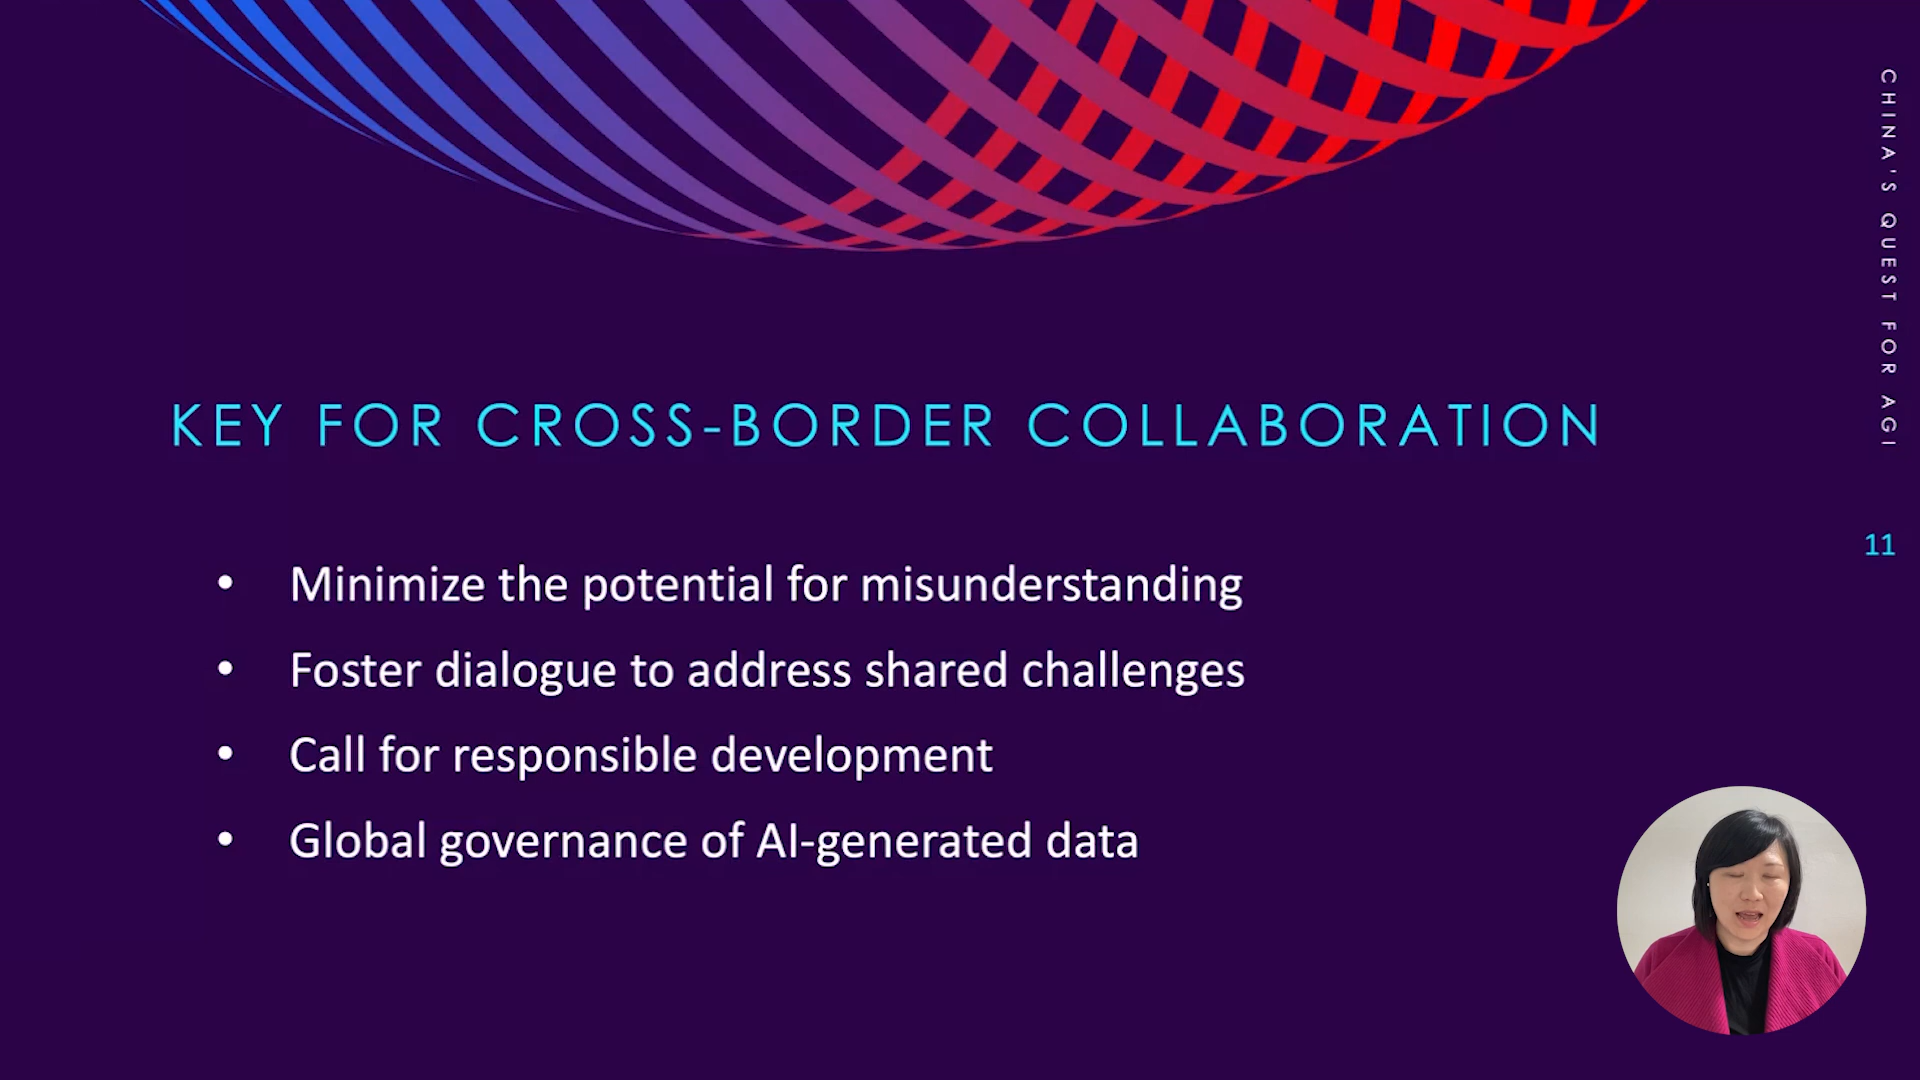 KEY FOR CROSS-BORDER COLLABORATION
• Minimize the potential for misunderstanding
• Foster dialogue to address shared challenges
• Call for responsible development
• Global governance of AI-generated data
CHINA'S QUEST FOR AGI
11